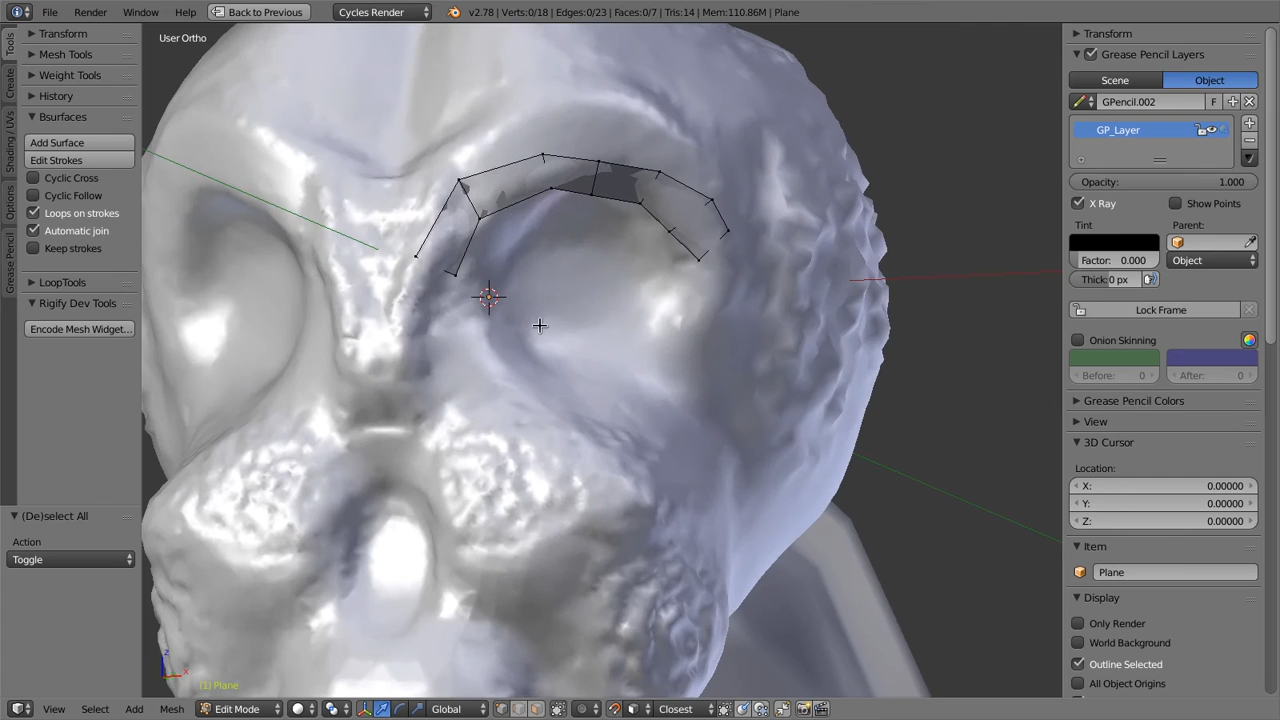 File Render Window Help Back to Previous Cycles Render v2.78 | Verts:0/18 | Edges:0/23 | Faces:0/7 | Tris:14 | Mem:110.86M | Plane
User Ortho
Tools
Create
Shading / UVs
Options
Grease Pencil
Transform
Mesh Tools
Weight Tools
History
Bsurfaces
Add Surface
Edit Strokes
Cyclic Cross
Cyclic Follow
Loops on strokes
Automatic join
Keep strokes
LoopTools
Rigify Dev Tools
Encode Mesh Widget...
(De)select All
Action
Toggle
z
x
(1) Plane
Transform
Grease Pencil Layers
Scene Object
GPencil.002 F
GP_Layer
Opacity: 1.000
X Ray Show Points
Tint Parent:
Factor: 0.000 Object
Thick: 0 px
Lock Frame
Onion Skinning
Before: 0 After: 0
Grease Pencil Colors
View
3D Cursor
Location:
X: 0.00000
Y: 0.00000
Z: 0.00000
Item
Plane
Display
Only Render
World Background
Outline Selected
All Object Origins
View Select Add Mesh Edit Mode Global Closest